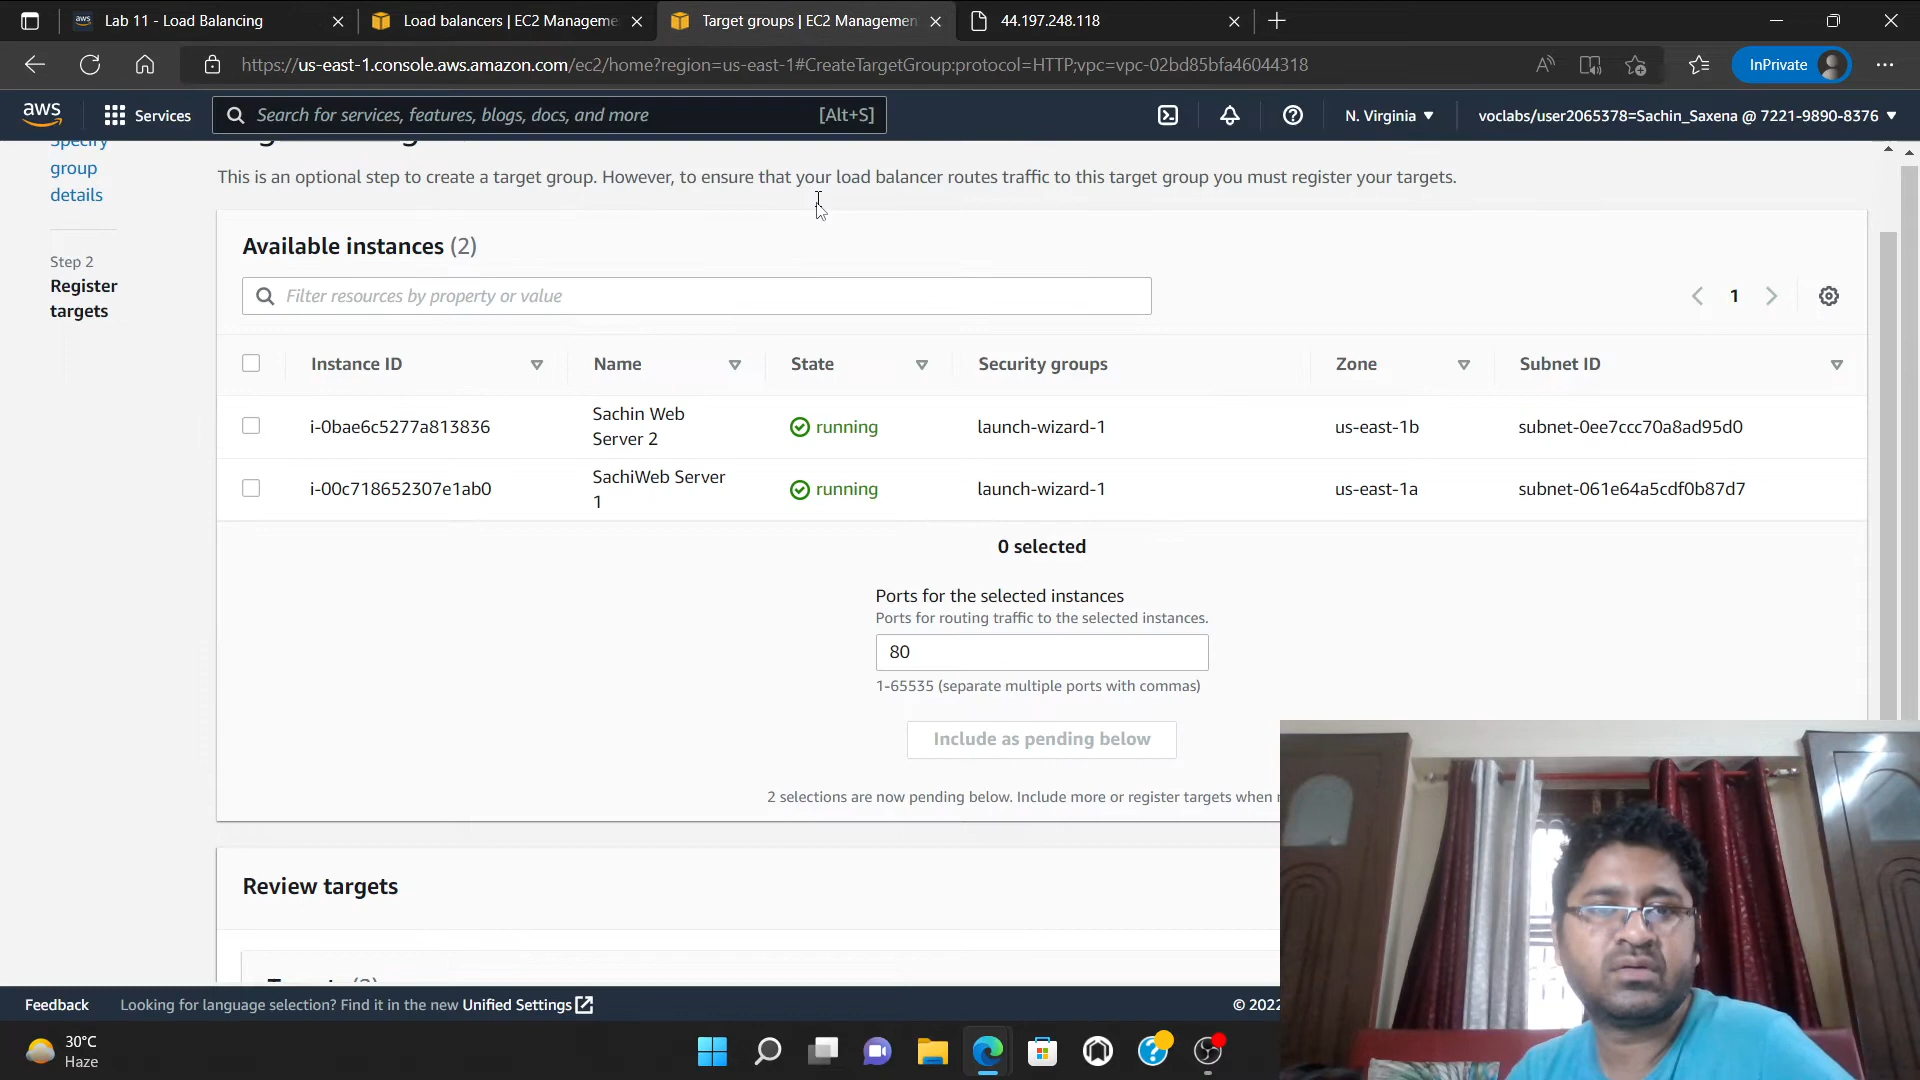 Lab 11 - Load Balancing
Load balancers | EC2 Manageme
Target groups | EC2 Managemen
44.197.248.118
https://us-east-1.console.aws.amazon.com/ec2/home?region=us-east-1#CreateTargetGroup:protocol=HTTP;vpc=vpc-02bd85bfa46044318
InPrivate
aws
Services
Search for services, features, blogs, docs, and more
[Alt+S]
N. Virginia
voclabs/user2065378=Sachin_Saxena @ 7221-9890-8376
Specify
group
details
Step 2
Register
targets
This is an optional step to create a target group. However, to ensure that your load balancer routes traffic to this target group you must register your targets.
Available instances (2)
Filter resources by property or value
1
Instance ID Name State Security groups Zone Subnet ID
i-0bae6c5277a813836 Sachin Web Server 2 running launch-wizard-1 us-east-1b subnet-0ee7ccc70a8ad95d0
i-00c718652307e1ab0 SachiWeb Server 1 running launch-wizard-1 us-east-1a subnet-061e64a5cdf0b87d7
0 selected
Ports for the selected instances
Ports for routing traffic to the selected instances.
80
1-65535 (separate multiple ports with commas)
Include as pending below
2 selections are now pending below. Include more or register targets when
Review targets
Feedback
Looking for language selection? Find it in the new Unified Settings
© 2022
30°C
Haze